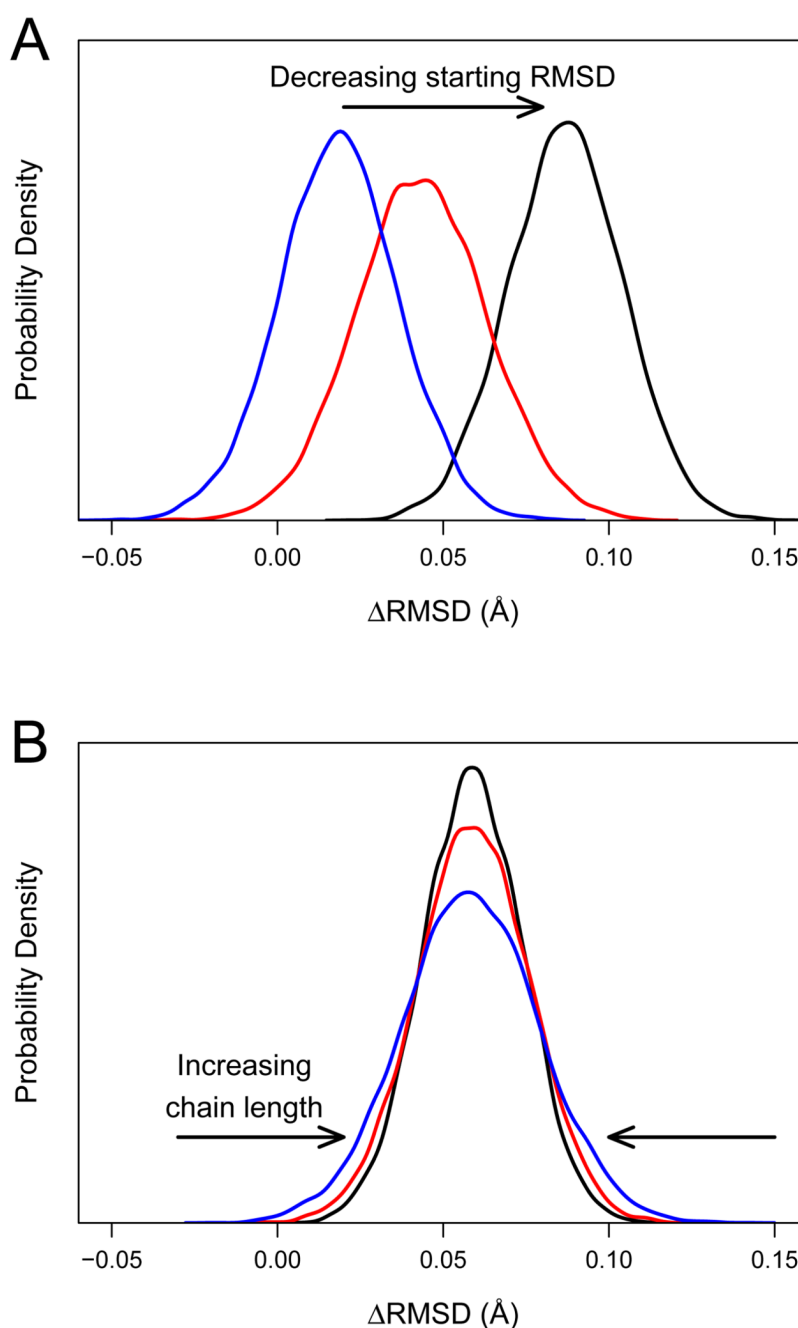 A
Decreasing starting RMSD
Probability Density
−0.05
0.00
0.05
0.10
0.15
ΔRMSD (Å)
B
Increasing
chain length
Probability Density
−0.05
0.00
0.05
0.10
0.15
ΔRMSD (Å)